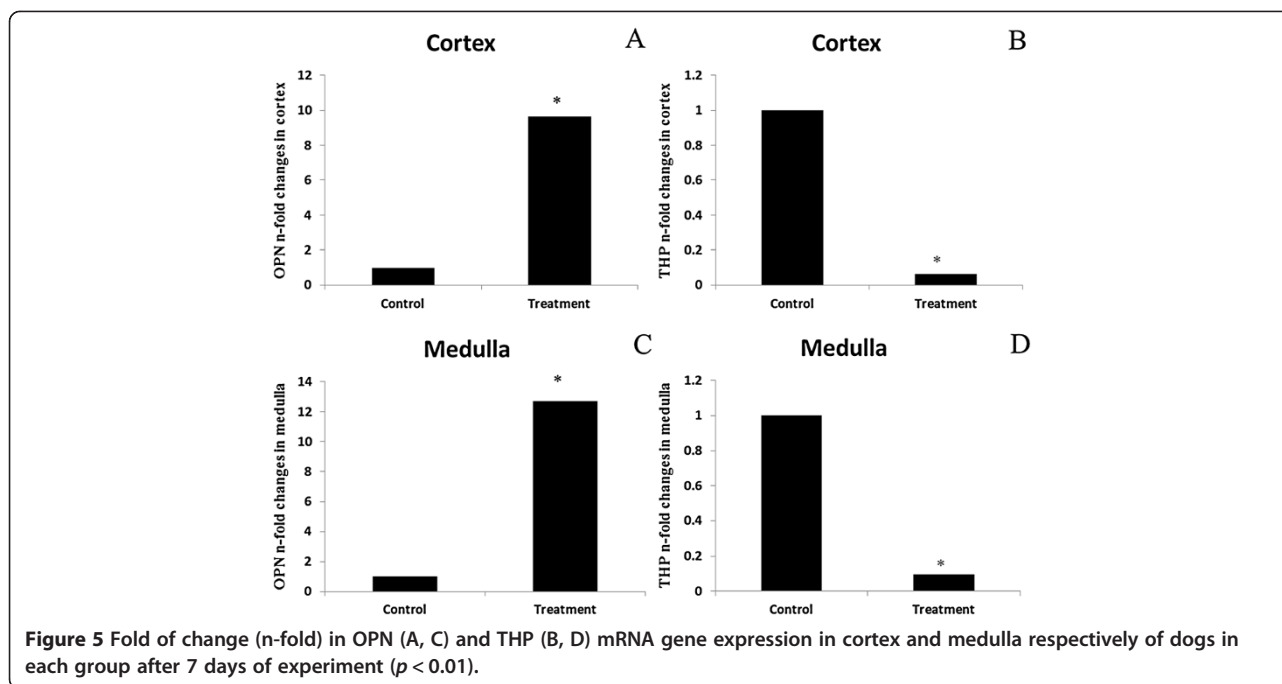 Cortex
A
OPN n-fold changes in cortex
12
10
8
6
4
2
0
*
Control
Treatment
Cortex
B
THP n-fold changes in cortex
1.2
1
0.8
0.6
0.4
0.2
0
*
Control
Treatment
Medulla
C
OPN n-fold changes in medulla
14
12
10
8
6
4
2
0
*
Control
Treatment
Medulla
D
THP n-fold changes in medulla
1.2
1
0.8
0.6
0.4
0.2
0
*
Control
Treatment
Figure 5 Fold of change (n-fold) in OPN (A, C) and THP (B, D) mRNA gene expression in cortex and medulla respectively of dogs in
each group after 7 days of experiment (p < 0.01).